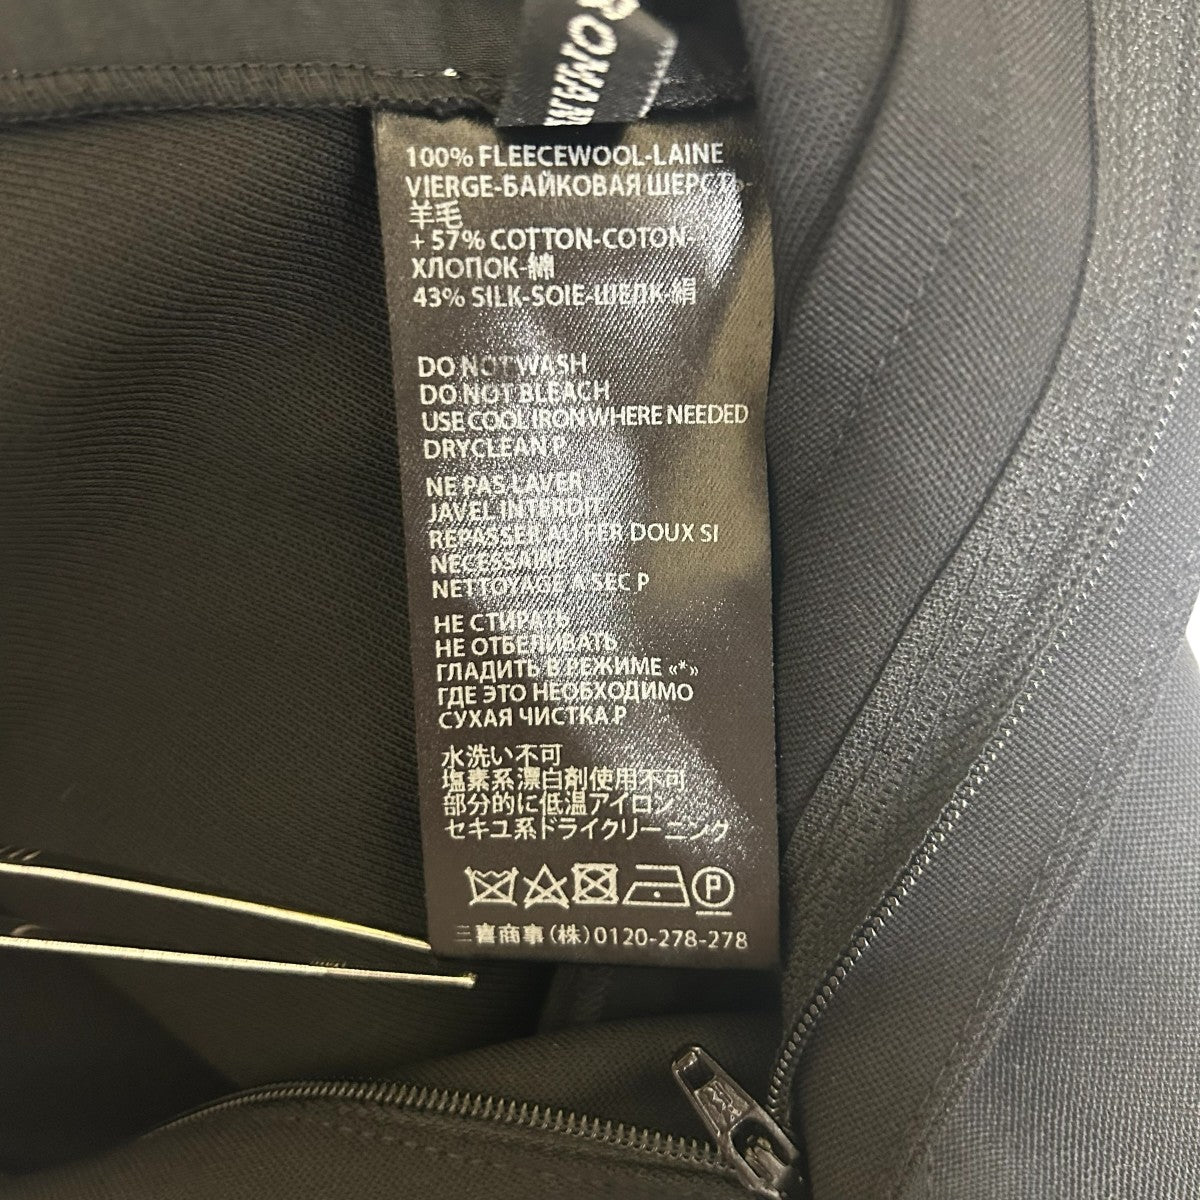 ROMAN
100% FLEECEWOOL-LAINE
VIERGE-БАЙКОВАЯ ШЕРСТЬ-
羊毛
+ 57% COTTON-COTON-
ХЛОПОК-綿
43% SILK-SOIE-ШЕЛК-絹
DO NOT WASH
DO NOT BLEACH
USE COOL IRON WHERE NEEDED
DRYCLEAN P
NE PAS LAVER
JAVEL INTERDIT
REPASSER AU FER DOUX SI
NECESSAIRE
NETTOYAGE A SEC P
НЕ СТИРАТЬ
НЕ ОТБЕЛИВАТЬ
ГЛАДИТЬ В РЕЖИМЕ «*»
ГДЕ ЭТО НЕОБХОДИМО
СУХАЯ ЧИСТКА P
水洗い不可
塩素系漂白剤使用不可
部分的に低温アイロン
セキユ系ドライクリーニング
P
三喜商事(株)0120-278-278